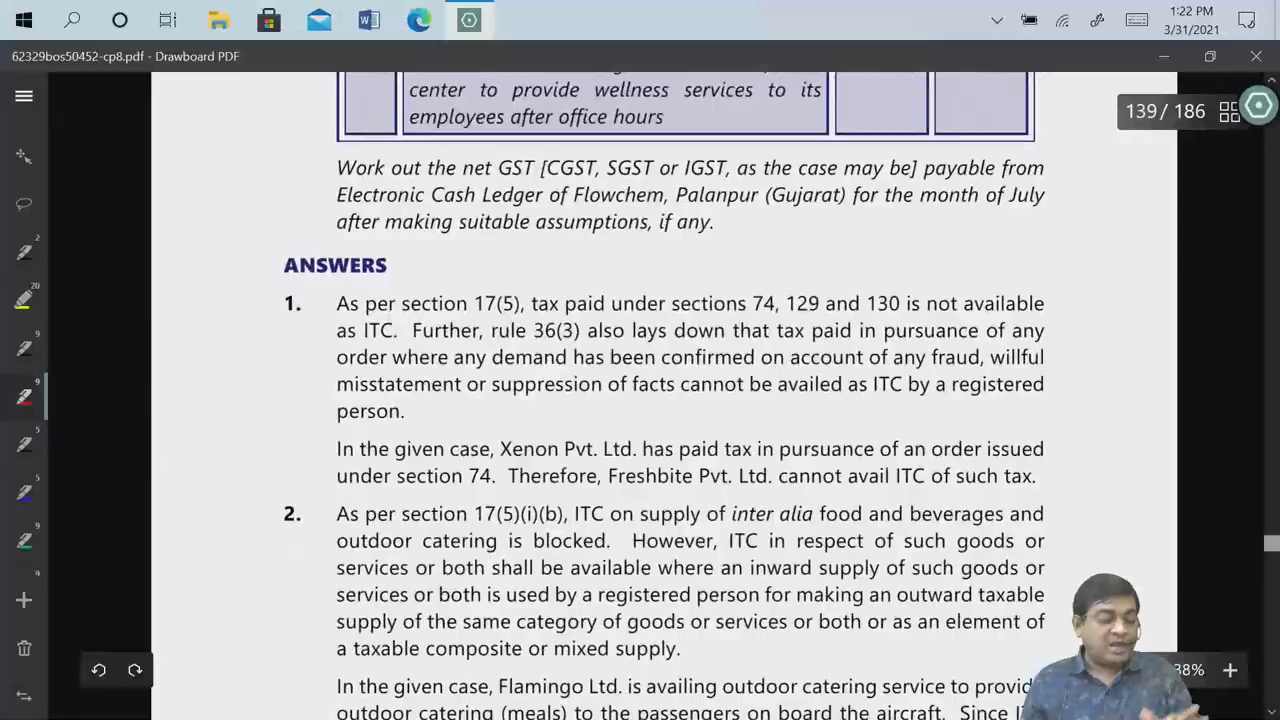 1:22 PM
3/31/2021
62329bos50452-cp8.pdf - Drawboard PDF
139 / 186
center to provide wellness services to its
employees after office hours
Work out the net GST [CGST, SGST or IGST, as the case may be] payable from
Electronic Cash Ledger of Flowchem, Palanpur (Gujarat) for the month of July
after making suitable assumptions, if any.
ANSWERS
1. As per section 17(5), tax paid under sections 74, 129 and 130 is not available
as ITC. Further, rule 36(3) also lays down that tax paid in pursuance of any
order where any demand has been confirmed on account of any fraud, willful
misstatement or suppression of facts cannot be availed as ITC by a registered
person.
In the given case, Xenon Pvt. Ltd. has paid tax in pursuance of an order issued
under section 74. Therefore, Freshbite Pvt. Ltd. cannot avail ITC of such tax.
2. As per section 17(5)(i)(b), ITC on supply of inter alia food and beverages and
outdoor catering is blocked. However, ITC in respect of such goods or
services or both shall be available where an inward supply of such goods or
services or both is used by a registered person for making an outward taxable
supply of the same category of goods or services or both or as an element of
a taxable composite or mixed supply.
In the given case, Flamingo Ltd. is availing outdoor catering service to
outdoor catering (meals) to the passengers on board the aircraft. Since
2
20
9
9
5
5
9